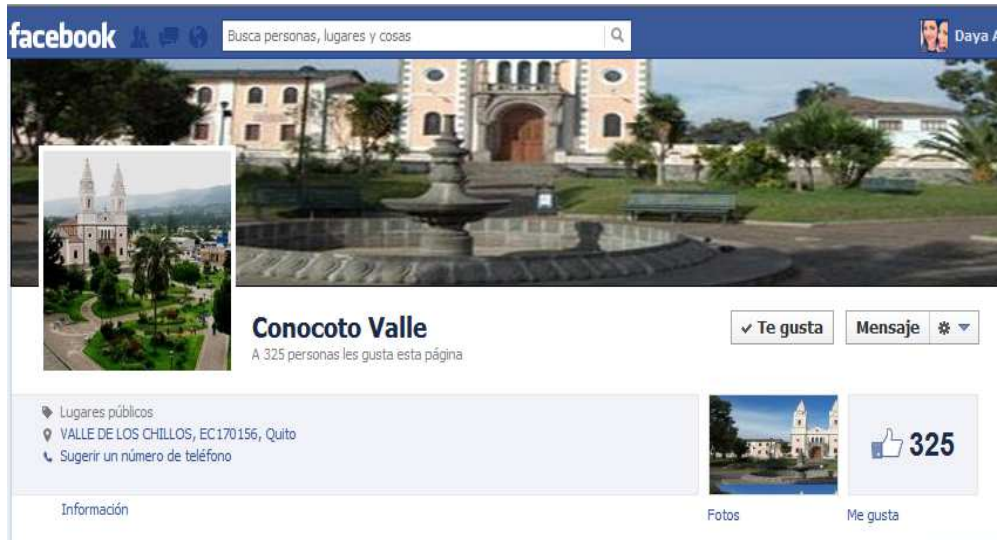 facebook
Busca personas, lugares y cosas
Daya A
Conocoto Valle
A 325 personas les gusta esta página
✓ Te gusta
Mensaje
Lugares públicos
VALLE DE LOS CHILLOS, EC170156, Quito
Sugerir un número de teléfono
325
Información
Fotos
Me gusta